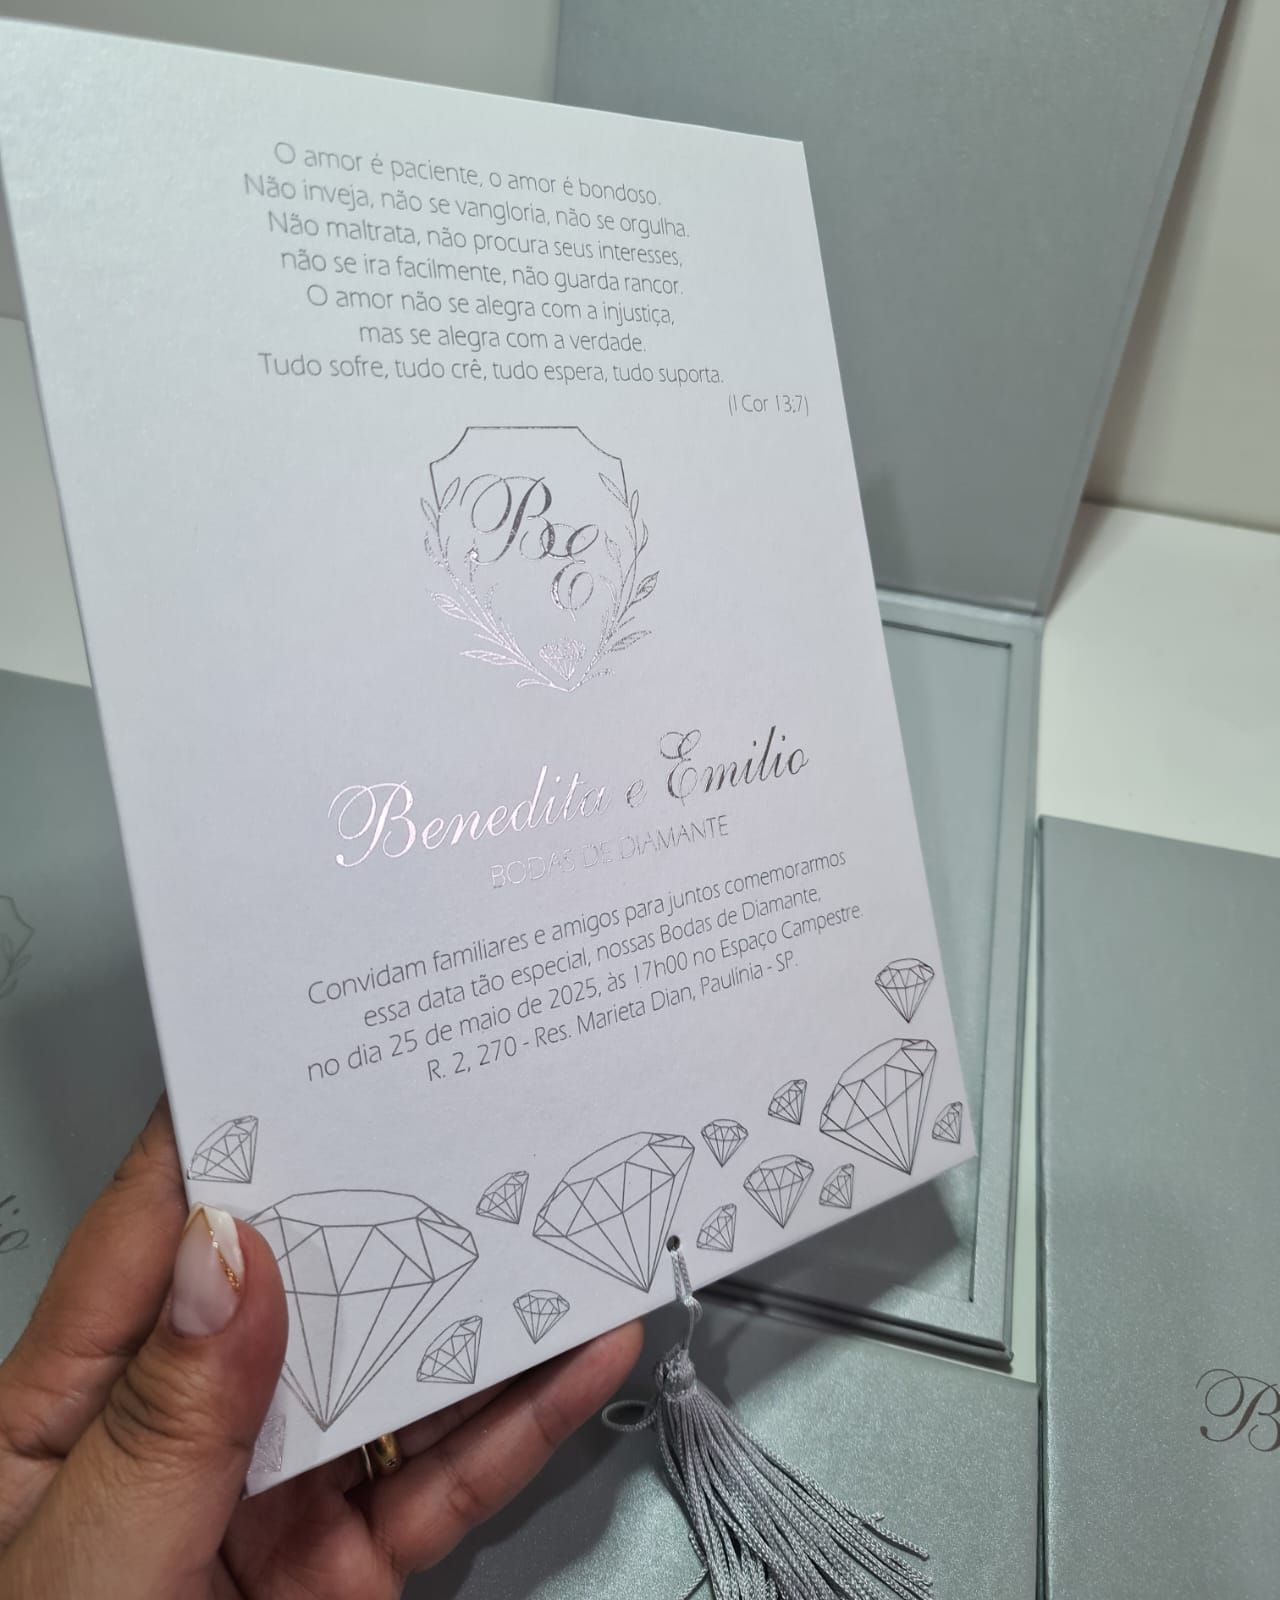 O amor é paciente, o amor é bondoso.
Não inveja, não se vangloria, não se orgulha.
Não maltrata, não procura seus interesses,
não se ira facilmente, não guarda rancor.
O amor não se alegra com a injustiça,
mas se alegra com a verdade.
Tudo sofre, tudo crê, tudo espera, tudo suporta.
(I Cor 13:7)
BE
Benedita e Emilio
BODAS DE DIAMANTE
Convidam familiares e amigos para juntos comemorarmos
essa data tão especial, nossas Bodas de Diamante,
no dia 25 de maio de 2025, às 17h00 no Espaço Campestre.
R. 2, 270 - Res. Marieta Dian, Paulínia - SP.
B